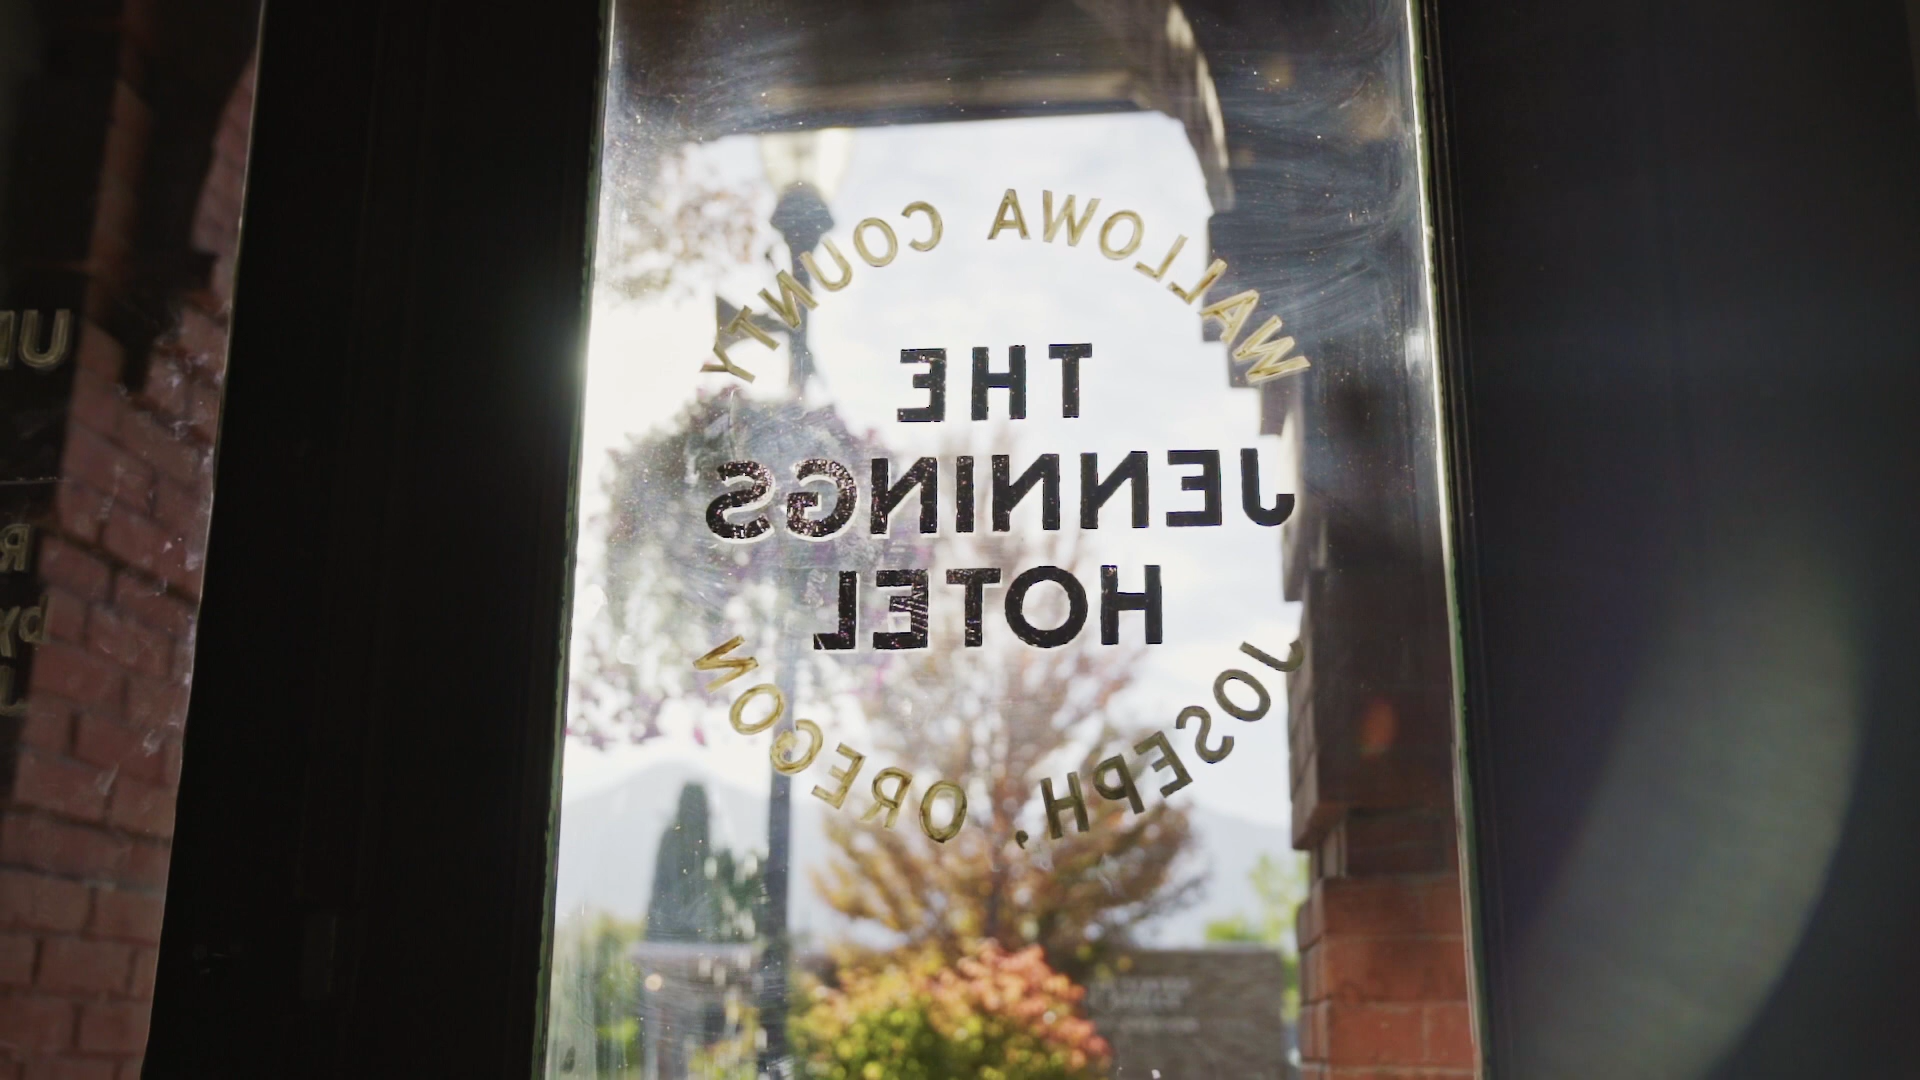 WALLOWA COUNTY
THE
JENNINGS
HOTEL
JOSEPH, OREGON